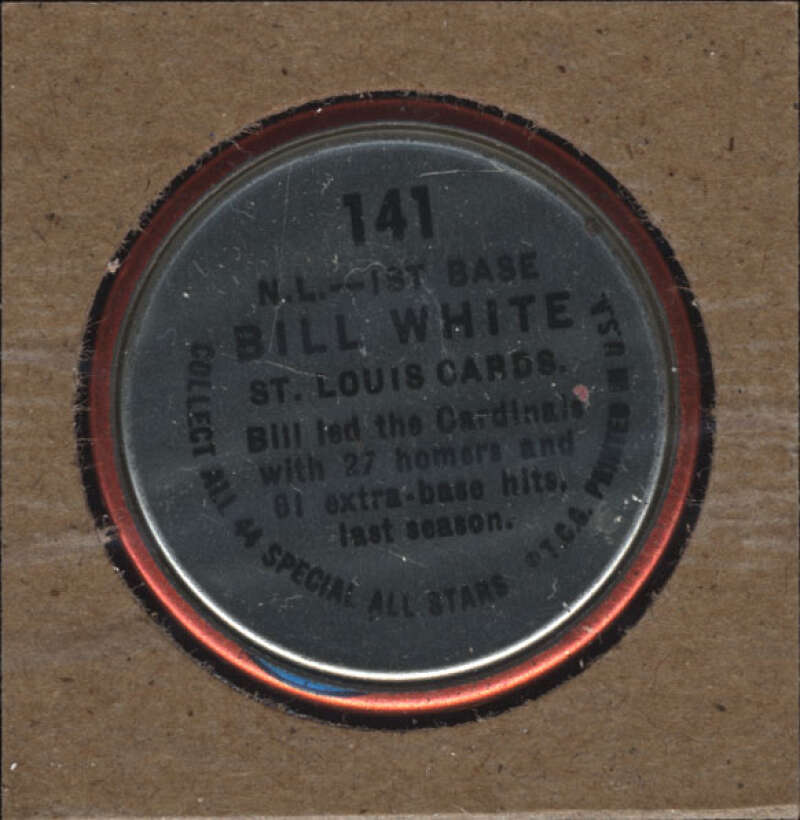 141
N.L.—1ST BASE
BILL WHITE
ST. LOUIS CARDS.
Bill led the Cardinals
with 27 homers and
61 extra-base hits,
last season.
COLLECT ALL 44 SPECIAL ALL STARS
© T.C.G. PRINTED IN U.S.A.